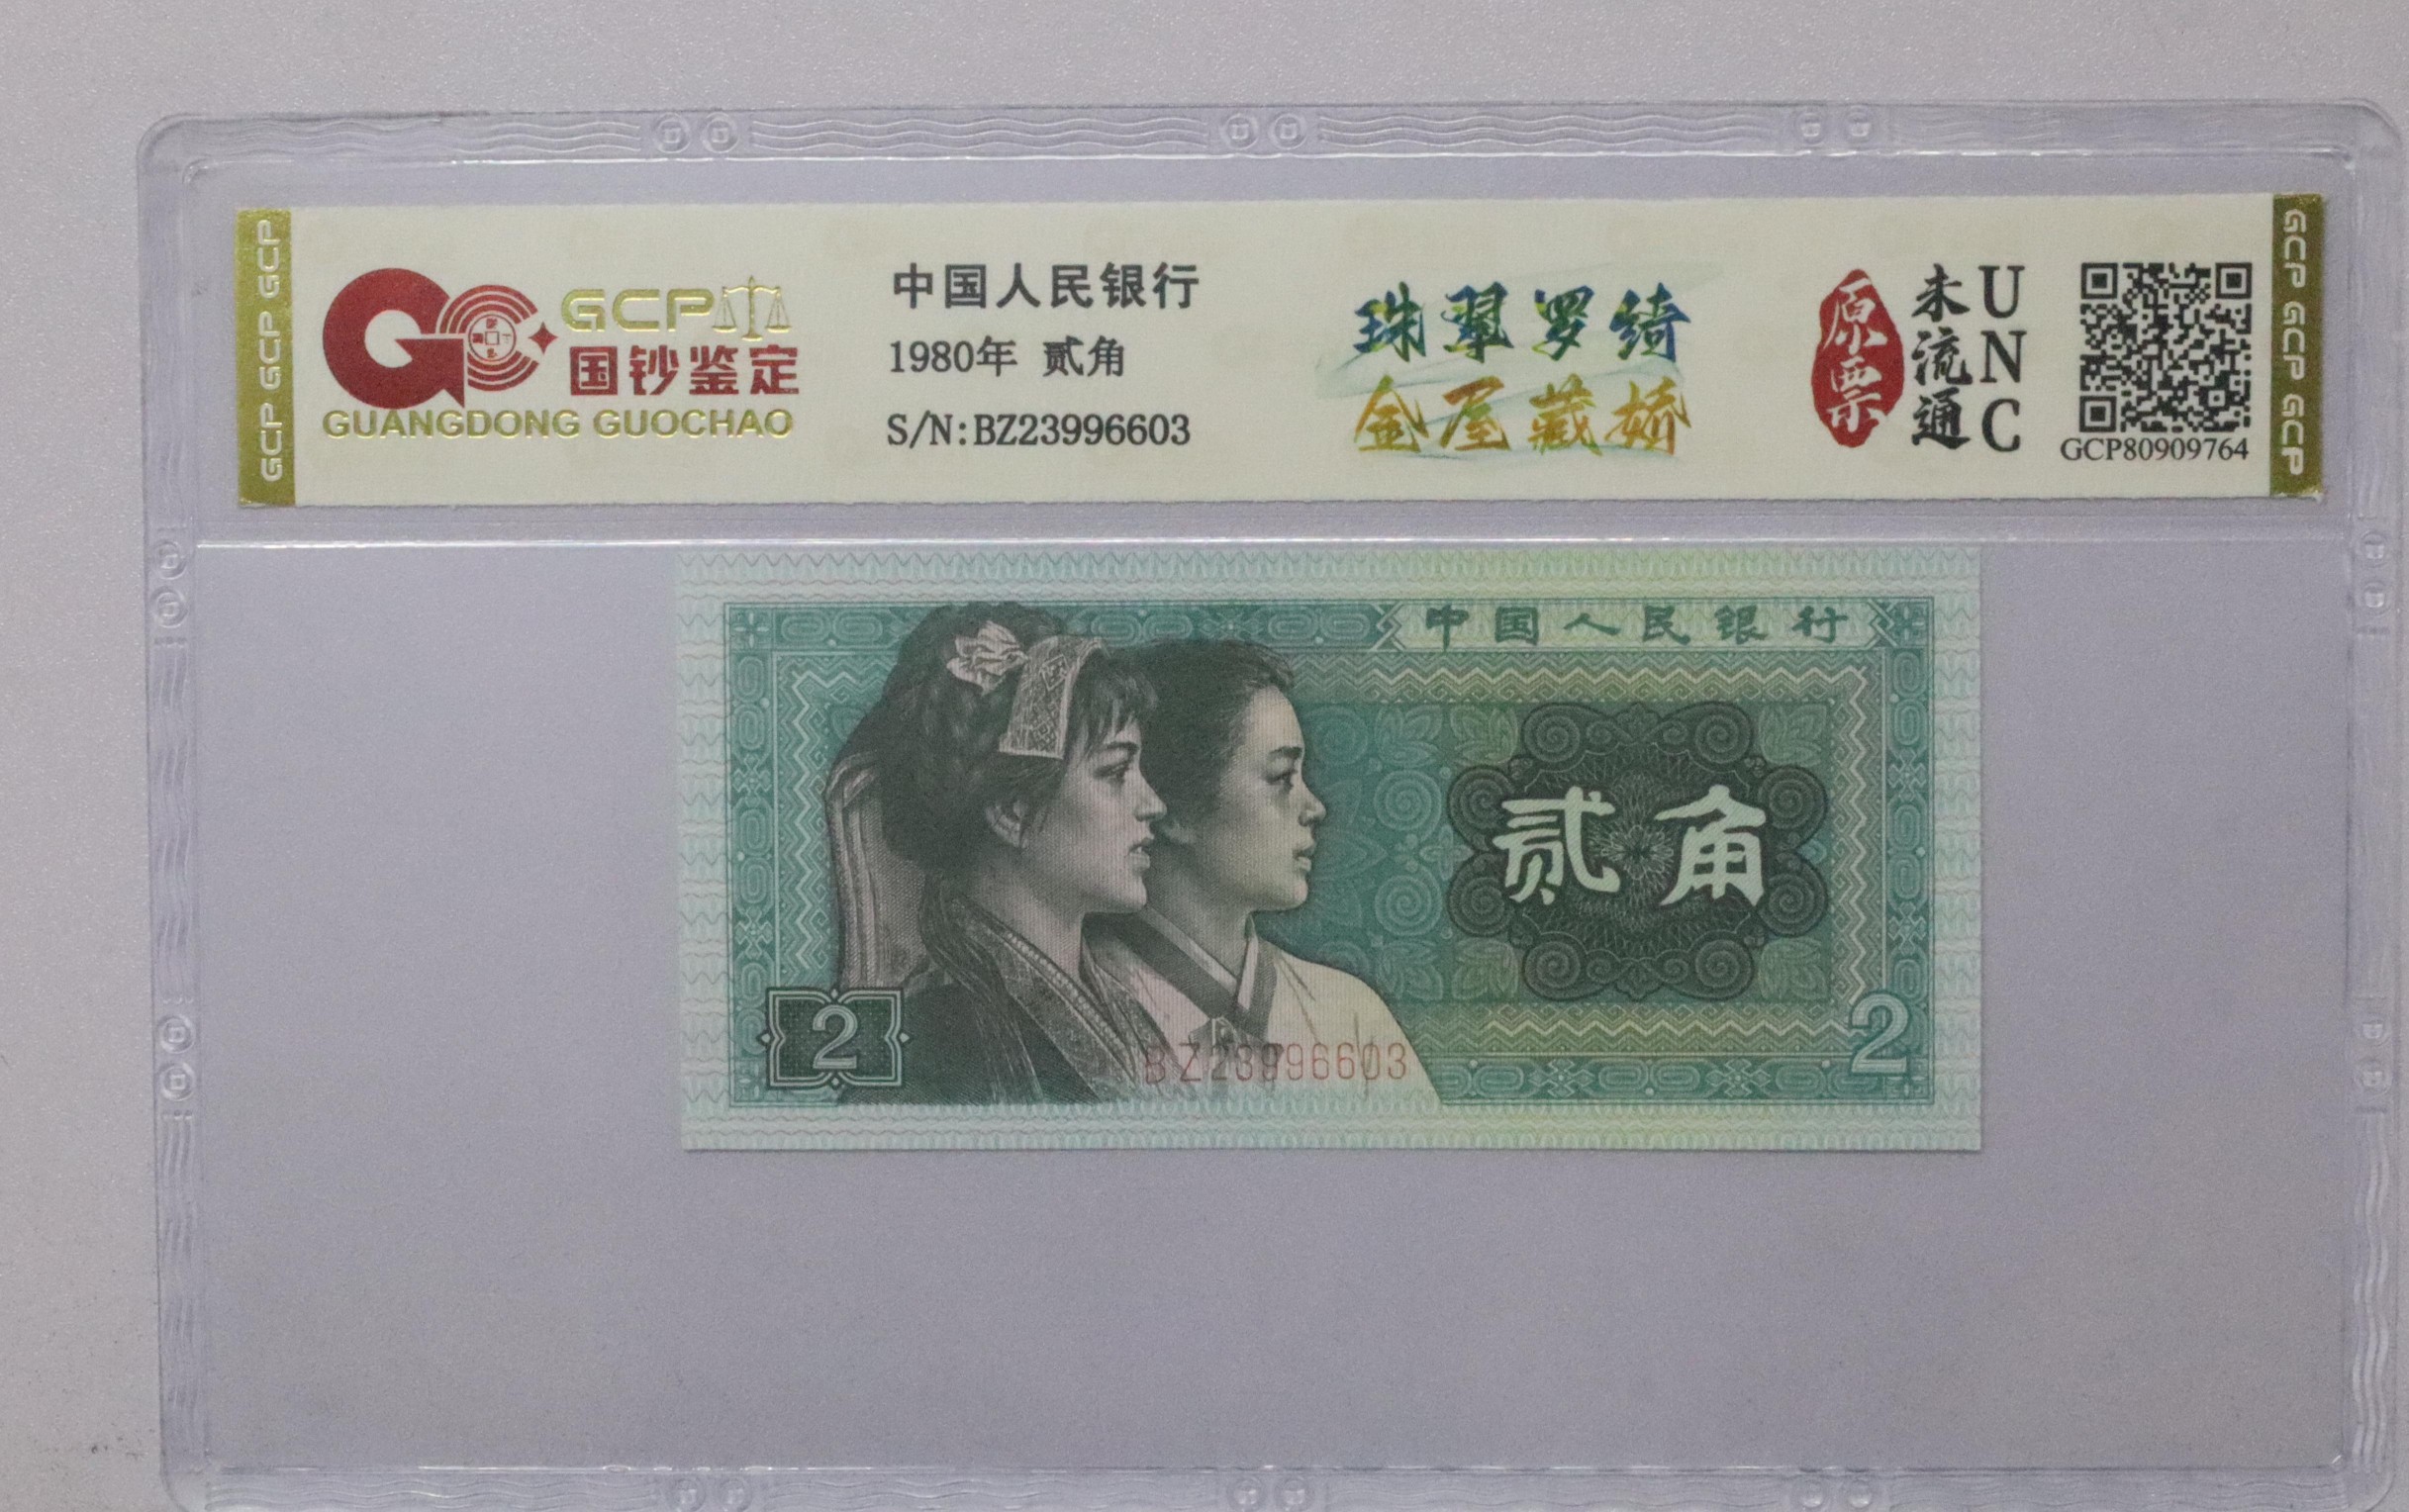 GCP GCP GCP
GCP
国钞鉴定
GUANGDONG GUOCHAO
中国人民银行
1980年 贰角
S/N:BZ23996603
珠翠罗绮
金屋藏娇
原票
未流通
UNC
GCP80909764
GCP GCP GCP
中国人民银行
贰角
2
BZ23996603
2